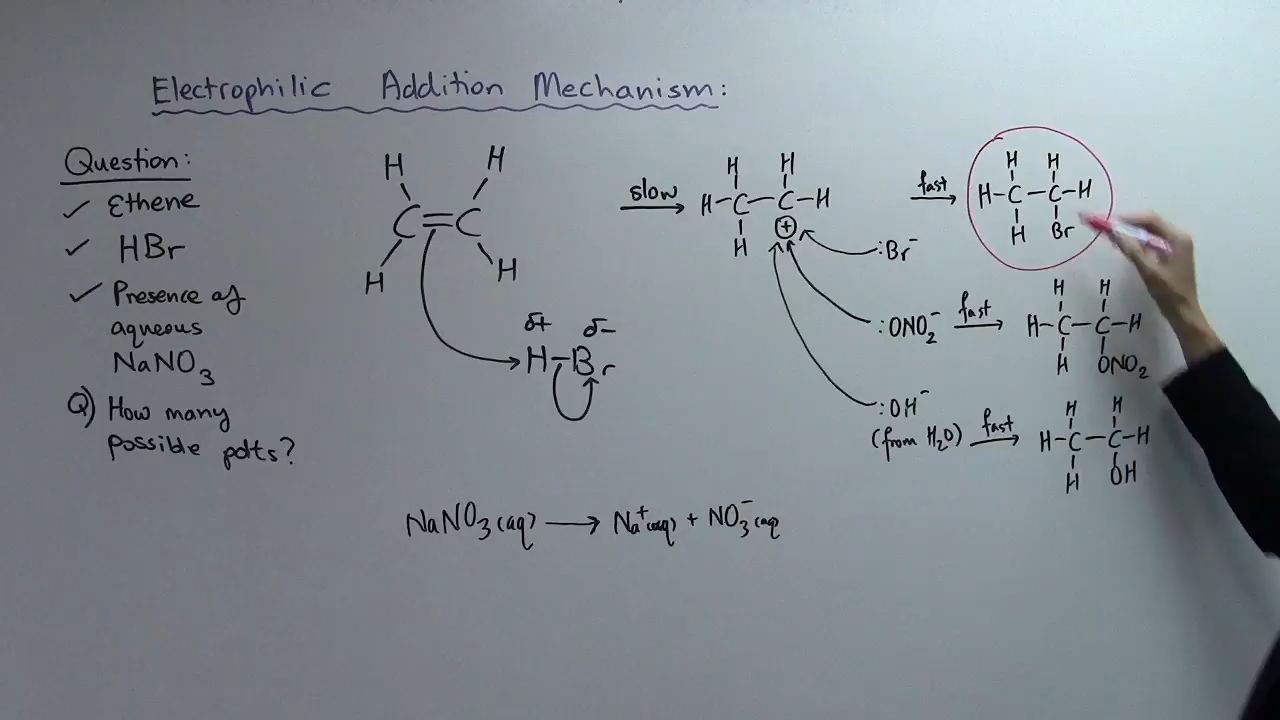 Electrophilic Addition Mechanism:
Question:
✓ Ethene
✓ HBr
✓ Presence of
aqueous
NaNO3
Q) How many
possible pdts?
H H
C=C
H H
δ+ δ−
H−Br
slow
H H
H−C−C−H
H ⊕
:Br⁻
fast
H H
H−C−C−H
H Br
:ONO₂⁻ fast
H H
H−C−C−H
H ONO₂
:OH⁻
(from H₂O) fast
H H
H−C−C−H
H OH
NaNO₃(aq) ⟶ Na⁺(aq) + NO₃⁻(aq)